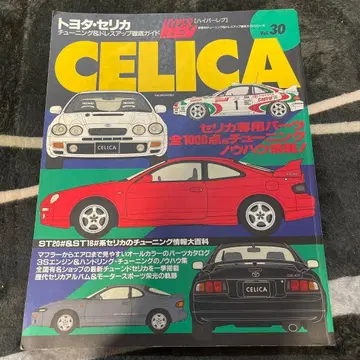 トヨタ・セリカ
チューニング&ドレスアップ徹底ガイド
HYPER REV
[ハイパーレブ]
Vol.30
CELICA
セリカ専用パーツ
全1000点とチューニング
ノウハウ満載!
CELICA
1
ST20#&ST18#系セリカのチューニング情報大百科
マフラーからエアロまで見やすいオールカラーのパーツカタログ
3Sエンジン&ハンドリング・チューニングのノウハウ集
全国有名ショップの最新チューンドセリカを一挙掲載
歴代セリカアルバム&モータースポーツ栄光の軌跡
CELICA